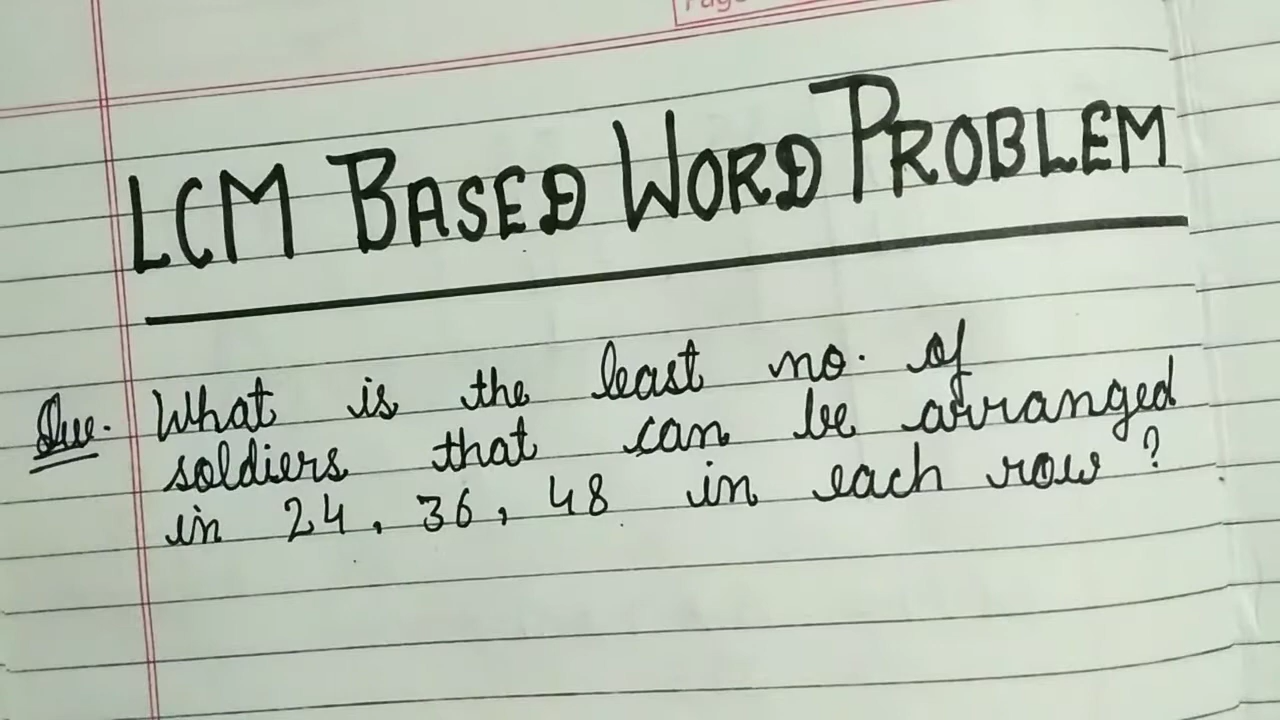 Page
LCM BASED WORD PROBLEM
Que. What is the least no. of
soldiers that can be arranged
in 24, 36, 48 in each row?